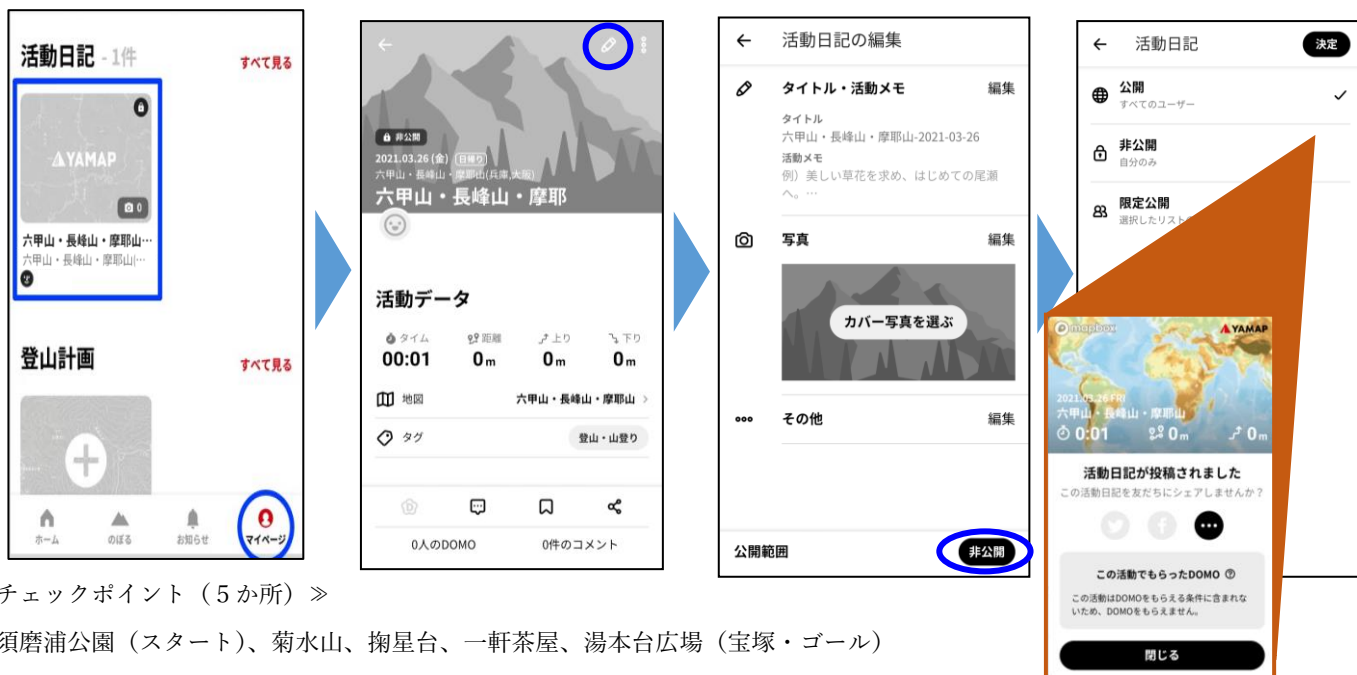 活動日記 - 1件
すべて見る
YAMAP
0
六甲山・長峰山・摩耶山…
六甲山・長峰山・摩耶山(…
登山計画
すべて見る
ホーム
のぼる
お知らせ
マイページ
非公開
2021.03.26 (金) 日帰り
六甲山・長峰山・摩耶山(兵庫,大阪)
六甲山・長峰山・摩耶
活動データ
タイム
距離
上り
下り
00:01
0m
0m
0m
地図
六甲山・長峰山・摩耶山
タグ
登山・山登り
0人のDOMO
0件のコメント
活動日記の編集
タイトル・活動メモ
編集
タイトル
六甲山・長峰山・摩耶山-2021-03-26
活動メモ
例）美しい草花を求め、はじめての尾瀬
へ。…
写真
編集
カバー写真を選ぶ
その他
編集
公開範囲
非公開
活動日記
決定
公開
すべてのユーザー
非公開
自分のみ
限定公開
選択したリスト
mapbox
YAMAP
2021.03.26 FRI
六甲山・長峰山・摩耶山
0:01
0m
0m
活動日記が投稿されました
この活動日記を友だちにシェアしませんか？
この活動でもらったDOMO
この活動はDOMOをもらえる条件に含まれな
いため、DOMOをもらえません。
閉じる
チェックポイント（５か所）≫
須磨浦公園（スタート）、菊水山、掬星台、一軒茶屋、湯本台広場（宝塚・ゴール）